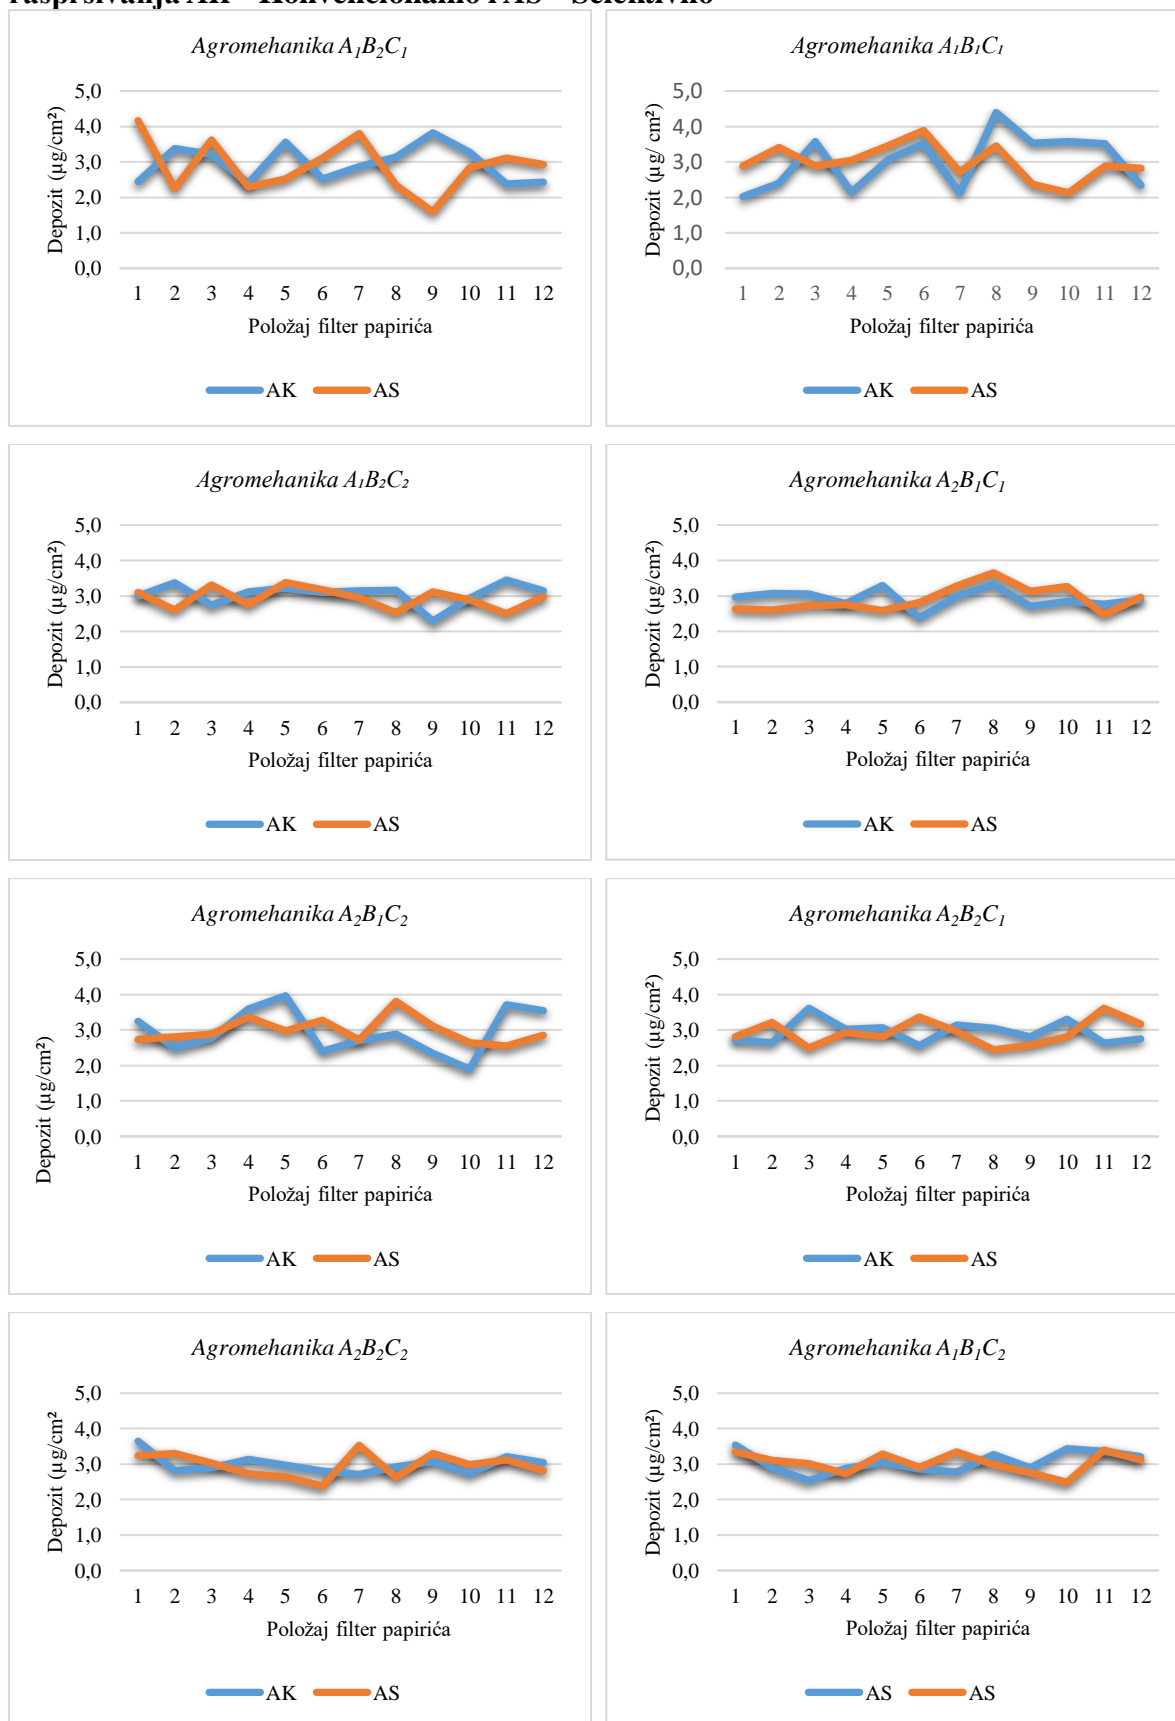 raspršivanja AK – Konvencionalno i AS – Selektivno
Agromehanika A₁B₂C₁
Depozit (µg/cm²)
5,0
4,0
3,0
2,0
1,0
0,0
1 2 3 4 5 6 7 8 9 10 11 12
Položaj filter papirića
AK AS
Agromehanika A₁B₁C₁
Depozit (µg/ cm²)
5,0
4,0
3,0
2,0
1,0
0,0
1 2 3 4 5 6 7 8 9 10 11 12
Položaj filter papirića
AK AS
Agromehanika A₁B₂C₂
Depozit (µg/cm²)
5,0
4,0
3,0
2,0
1,0
0,0
1 2 3 4 5 6 7 8 9 10 11 12
Položaj filter papirića
AK AS
Agromehanika A₂B₁C₁
Depozit (µg/cm²)
5,0
4,0
3,0
2,0
1,0
0,0
1 2 3 4 5 6 7 8 9 10 11 12
Položaj filter papirića
AK AS
Agromehanika A₂B₁C₂
Depozit (µg/cm²)
5,0
4,0
3,0
2,0
1,0
0,0
1 2 3 4 5 6 7 8 9 10 11 12
Položaj filter papirića
AK AS
Agromehanika A₂B₂C₁
Depozit (µg/cm²)
5,0
4,0
3,0
2,0
1,0
0,0
1 2 3 4 5 6 7 8 9 10 11 12
Položaj filter papirića
AK AS
Agromehanika A₂B₂C₂
Depozit (µg/cm²
5,0
4,0
3,0
2,0
1,0
0,0
1 2 3 4 5 6 7 8 9 10 11 12
Položaj filter papirića
AK AS
Agromehanika A₁B₁C₂
Depozit (µg/cm²)
5,0
4,0
3,0
2,0
1,0
0,0
1 2 3 4 5 6 7 8 9 10 11 12
Položaj filter papirića
AS AS